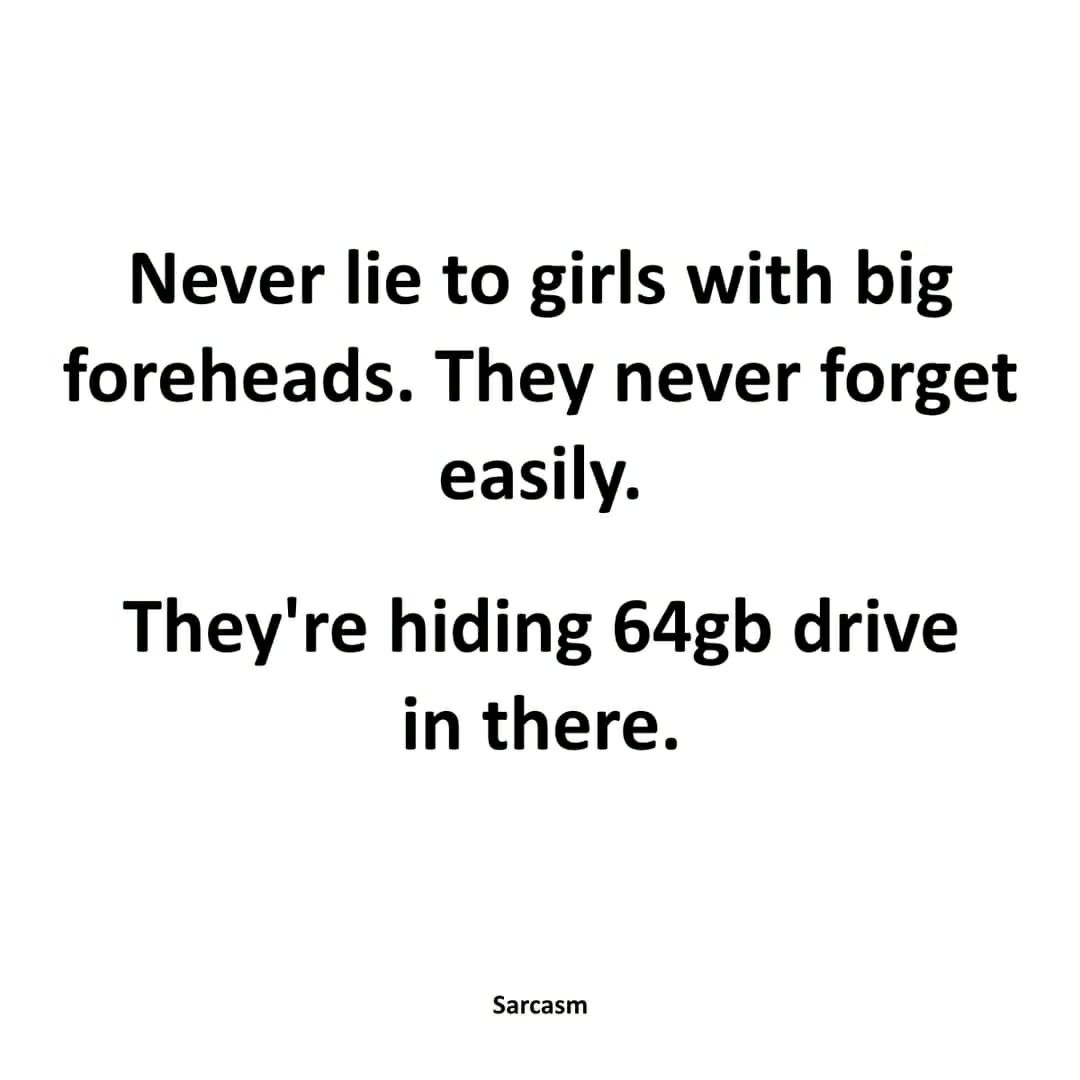 Never lie to girls with big
foreheads. They never forget
easily.
They're hiding 64gb drive
in there.
Sarcasm